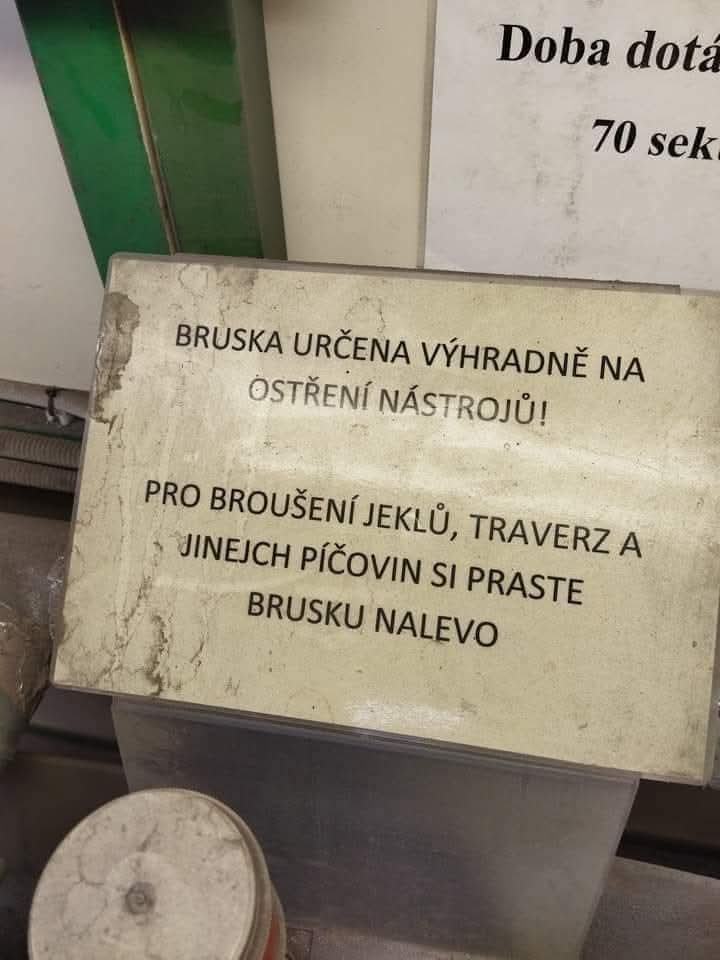 Doba dotá
70 sek
BRUSKA URČENA VÝHRADNĚ NA
OSTŘENÍ NÁSTROJŮ!
PRO BROUŠENÍ JEKLŮ, TRAVERZ A
JINEJCH PÍČOVIN SI PRASTE
BRUSKU NALEVO